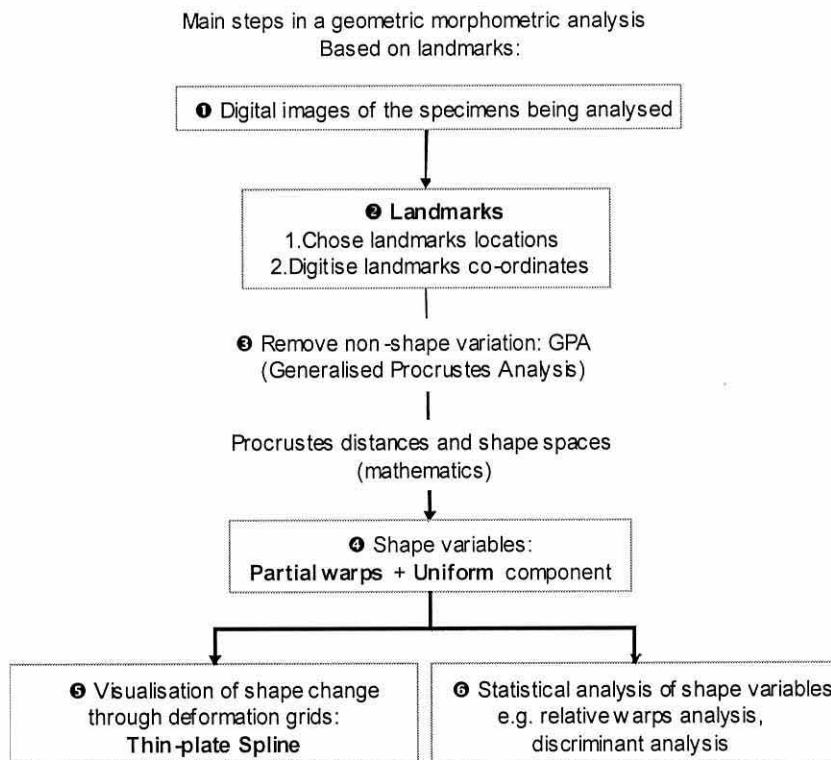 Main steps in a geometric morphometric analysis
Based on landmarks:
❶ Digital images of the specimens being analysed
❷ Landmarks
1.Chose landmarks locations
2.Digitise landmarks co-ordinates
❸ Remove non-shape variation: GPA
(Generalised Procrustes Analysis)
Procrustes distances and shape spaces
(mathematics)
❹ Shape variables:
Partial warps + Uniform component
❺ Visualisation of shape change
through deformation grids:
Thin-plate Spline
❻ Statistical analysis of shape variables
e.g. relative warps analysis,
discriminant analysis